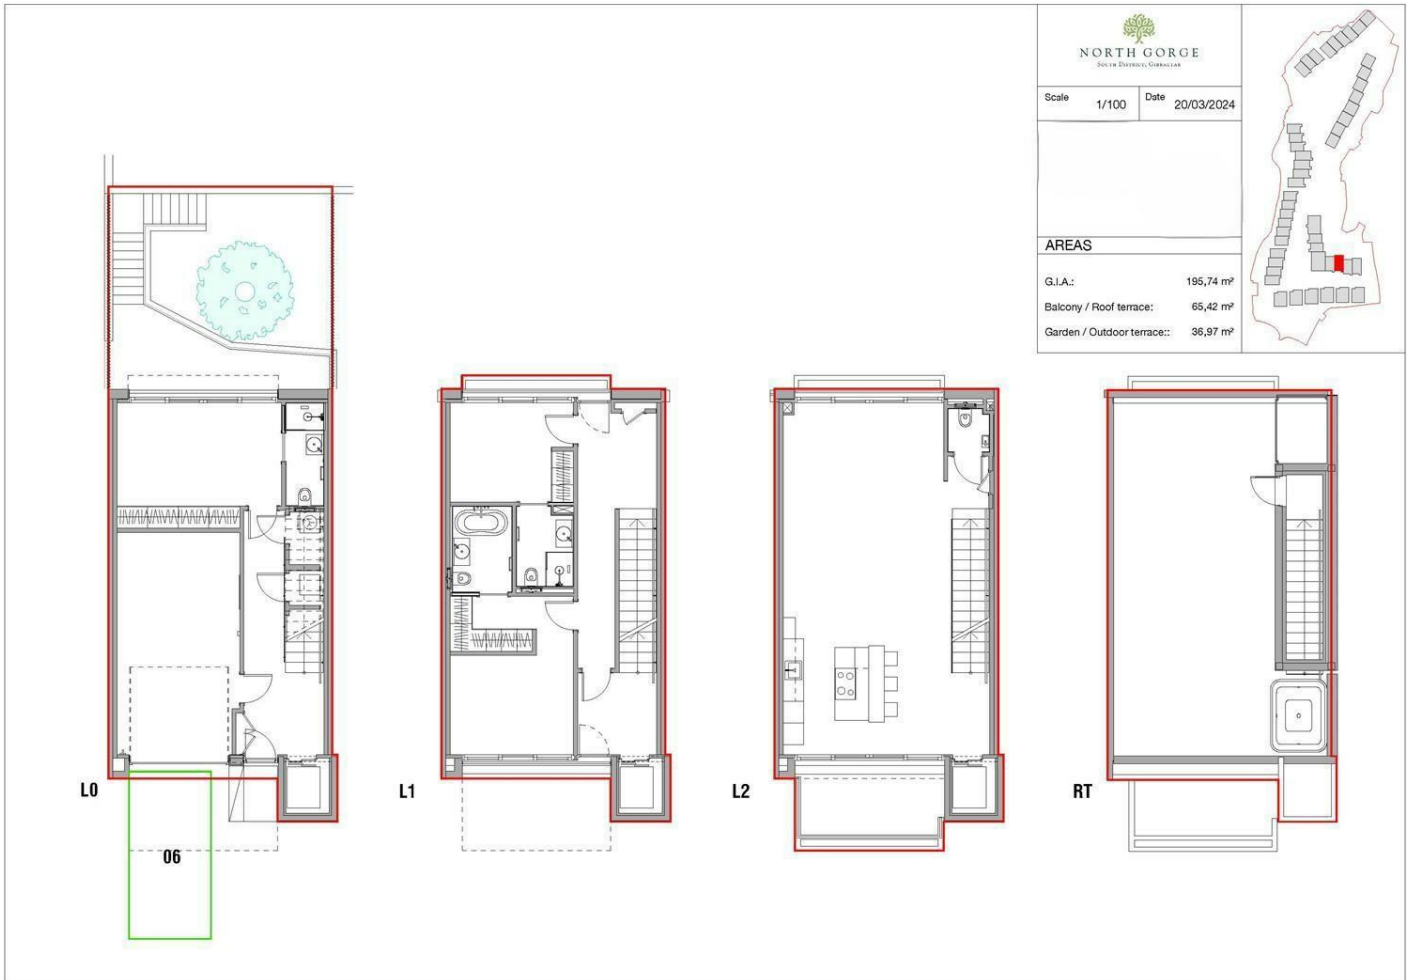 NORTH GORGE
SOUTH DISTRICT, GIBRALTAR
Scale 1/100 Date 20/03/2024
AREAS
G.I.A.: 195,74 m²
Balcony / Roof terrace: 65,42 m²
Garden / Outdoor terrace:: 36,97 m²
L0
L1
L2
RT
06